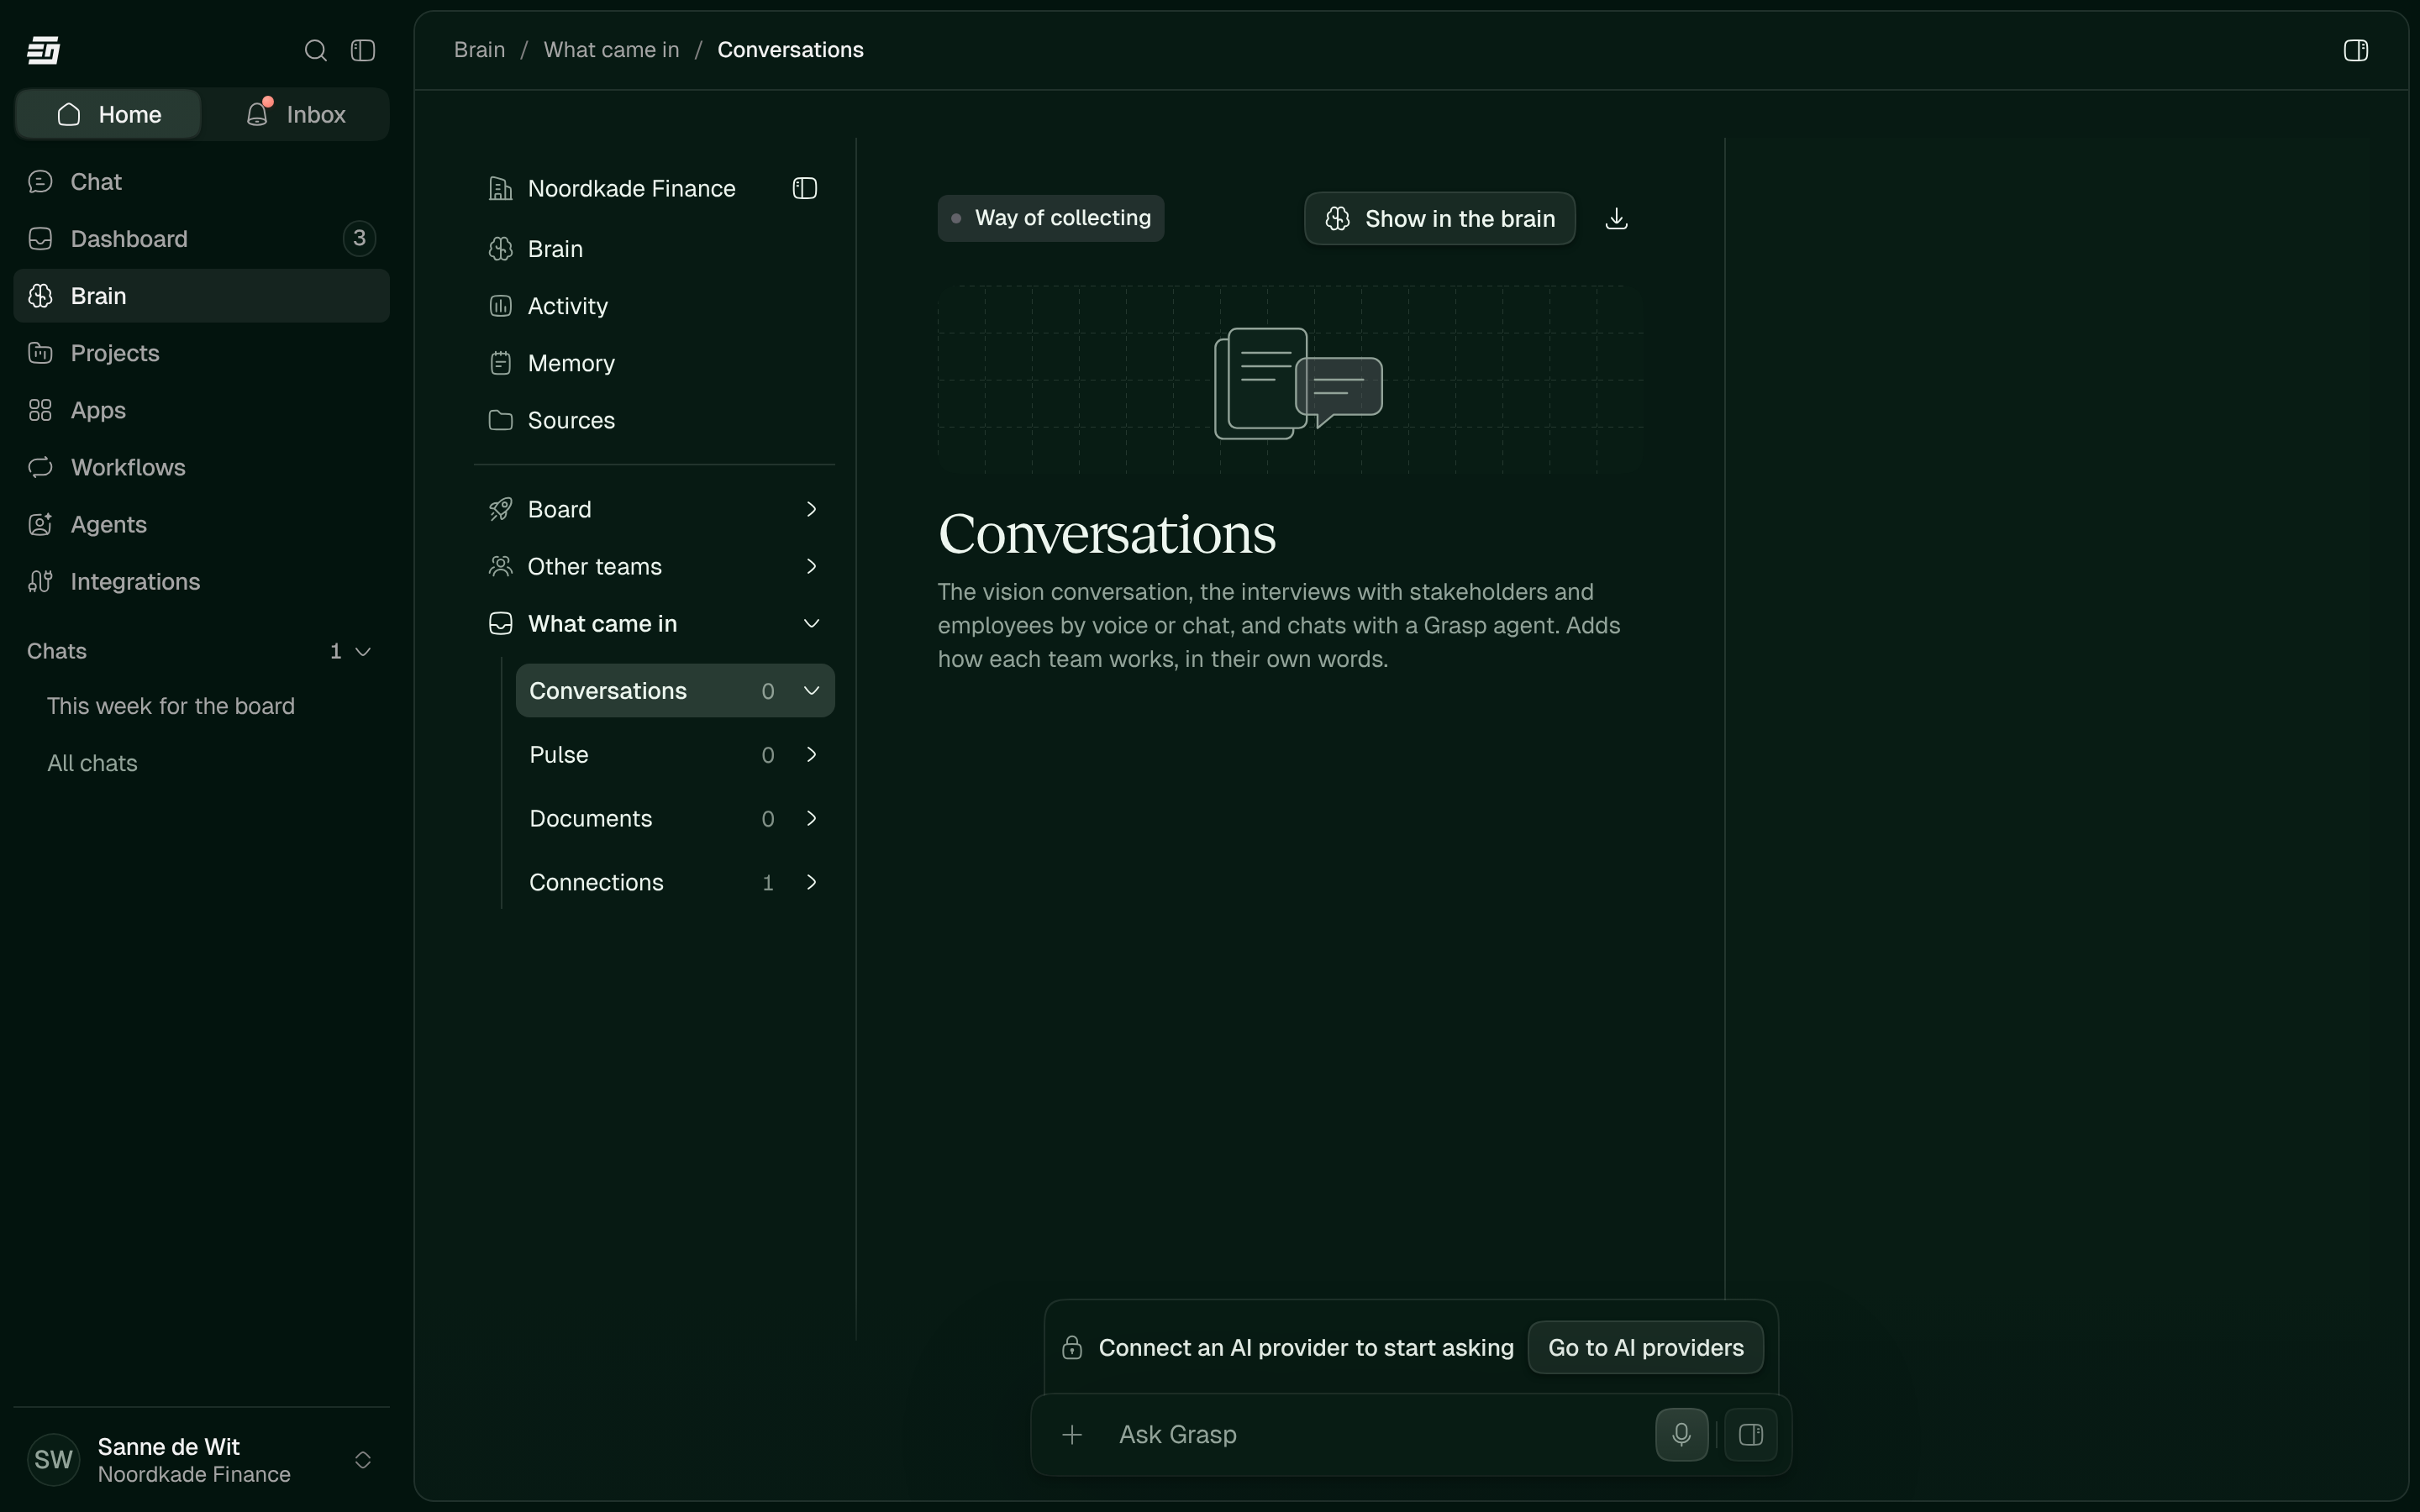 Home
Inbox
Chat
Dashboard 3
Brain
Projects
Apps
Workflows
Agents
Integrations
Chats 1
This week for the board
All chats
SW
Sanne de Wit
Noordkade Finance
Brain / What came in / Conversations
Noordkade Finance
Brain
Activity
Memory
Sources
Board
Other teams
What came in
Conversations 0
Pulse 0
Documents 0
Connections 1
Way of collecting
Show in the brain
Conversations
The vision conversation, the interviews with stakeholders and
employees by voice or chat, and chats with a Grasp agent. Adds
how each team works, in their own words.
Connect an AI provider to start asking
Go to AI providers
Ask Grasp